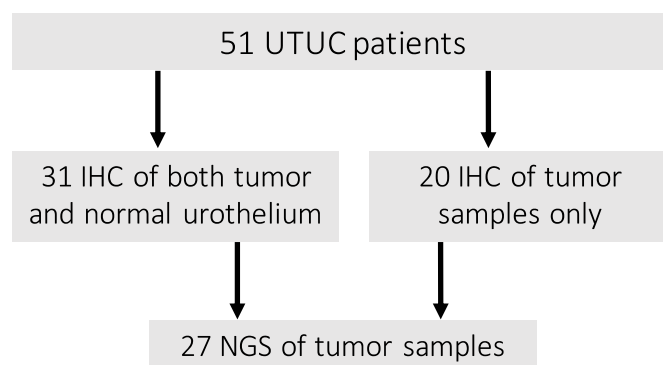 51 UTUC patients
31 IHC of both tumor
and normal urothelium
20 IHC of tumor
samples only
27 NGS of tumor samples